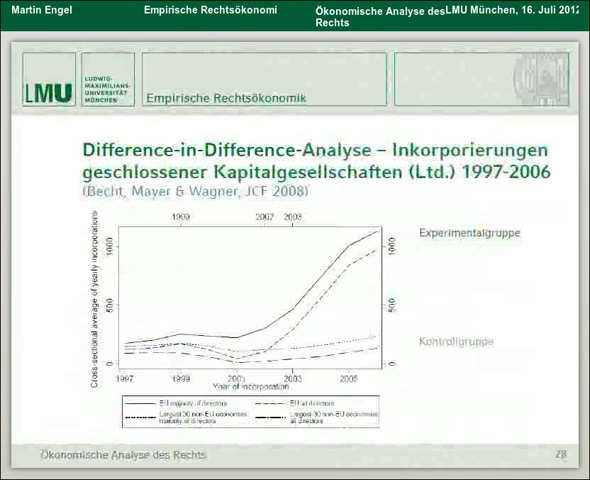 Martin Engel
Empirische Rechtsökonomi
Ökonomische Analyse des
Rechts
LMU München, 16. Juli 2012
LMU
LUDWIG-
MAXIMILIANS-
UNIVERSITÄT
MÜNCHEN
Empirische Rechtsökonomik
Difference-in-Difference-Analyse – Inkorporierungen
geschlossener Kapitalgesellschaften (Ltd.) 1997-2006
(Becht, Mayer & Wagner, JCF 2008)
1999 2002 2003
Cross-sectional average of yearly incorporations
1000
500
0
1000
500
0
1997 1999 2001 2003 2005
Year of incorporation
Experimentalgruppe
Kontrollgruppe
EU majority of directors
EU all directors
Largest 30 non-EU economies
majority of directors
Largest 30 non-EU economies
all directors
Ökonomische Analyse des Rechts
28